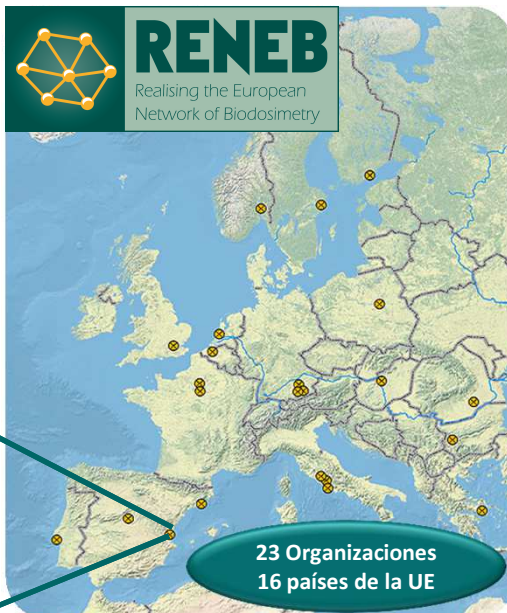 RENEB
Realising the European
Network of Biodosimetry
23 Organizaciones
16 países de la UE